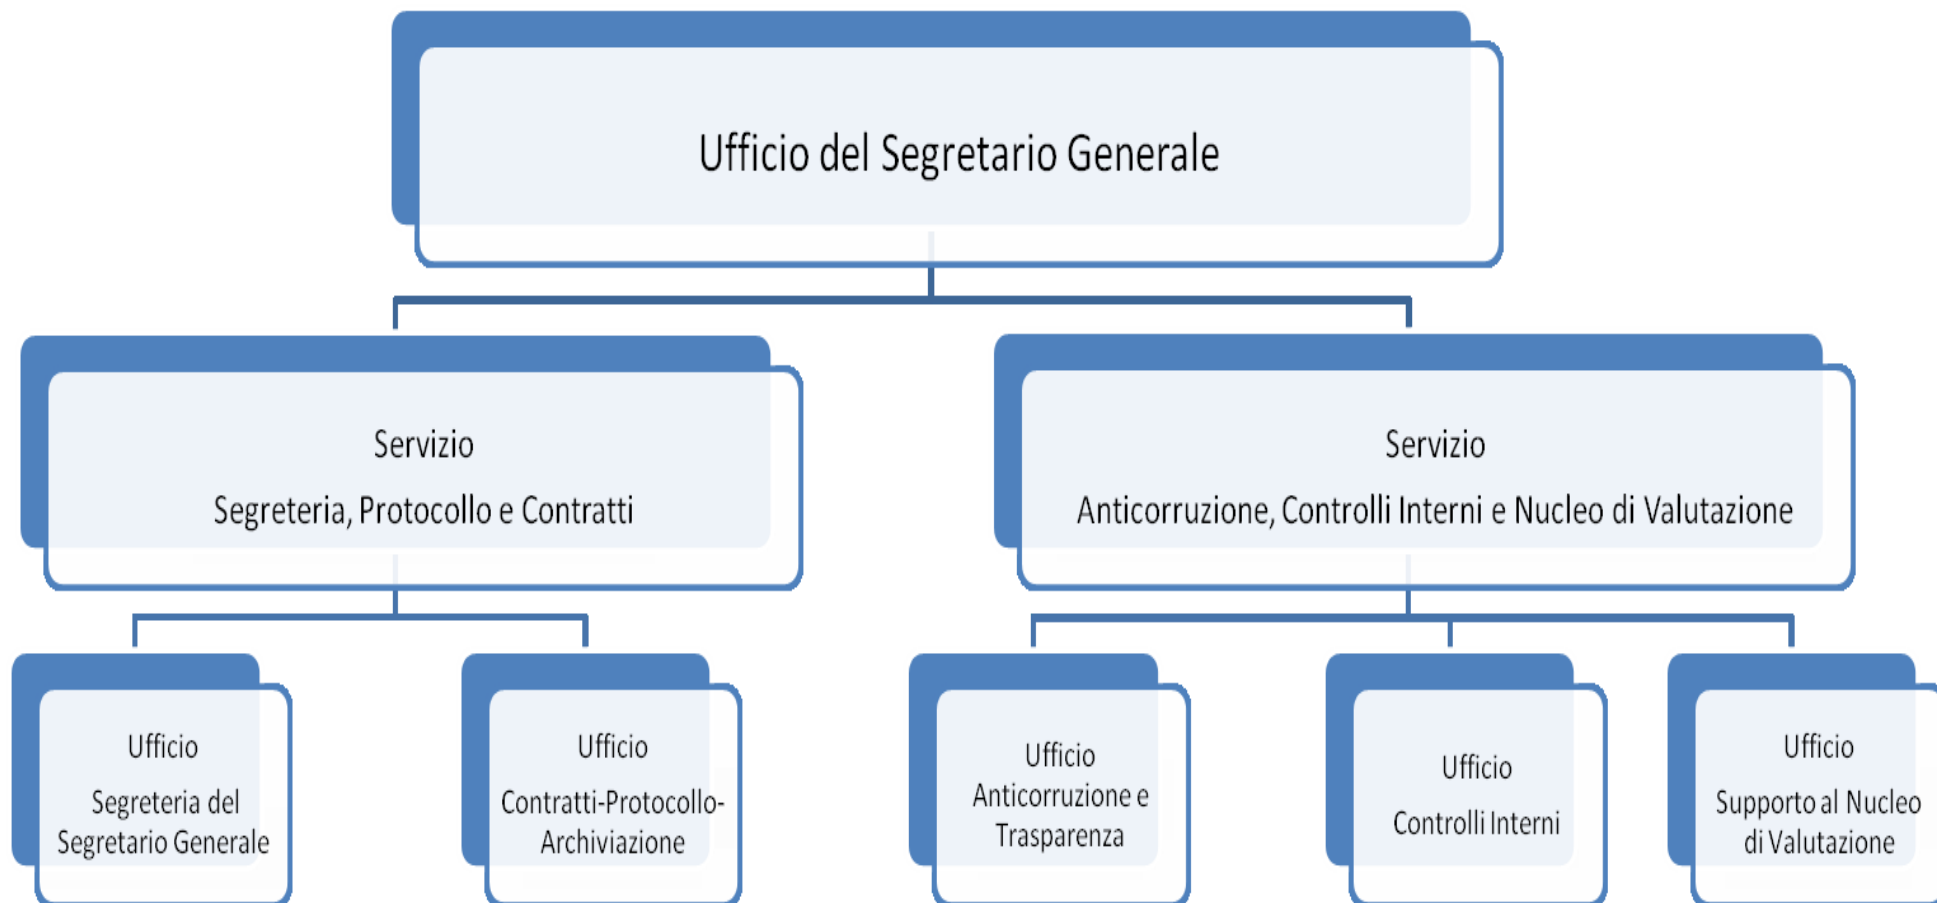 Ufficio del Segretario Generale
Servizio
Segreteria, Protocollo e Contratti
Servizio
Anticorruzione, Controlli Interni e Nucleo di Valutazione
Ufficio
Segreteria del
Segretario Generale
Ufficio
Contratti-Protocollo-
Archiviazione
Ufficio
Anticorruzione e
Trasparenza
Ufficio
Controlli Interni
Ufficio
Supporto al Nucleo
di Valutazione